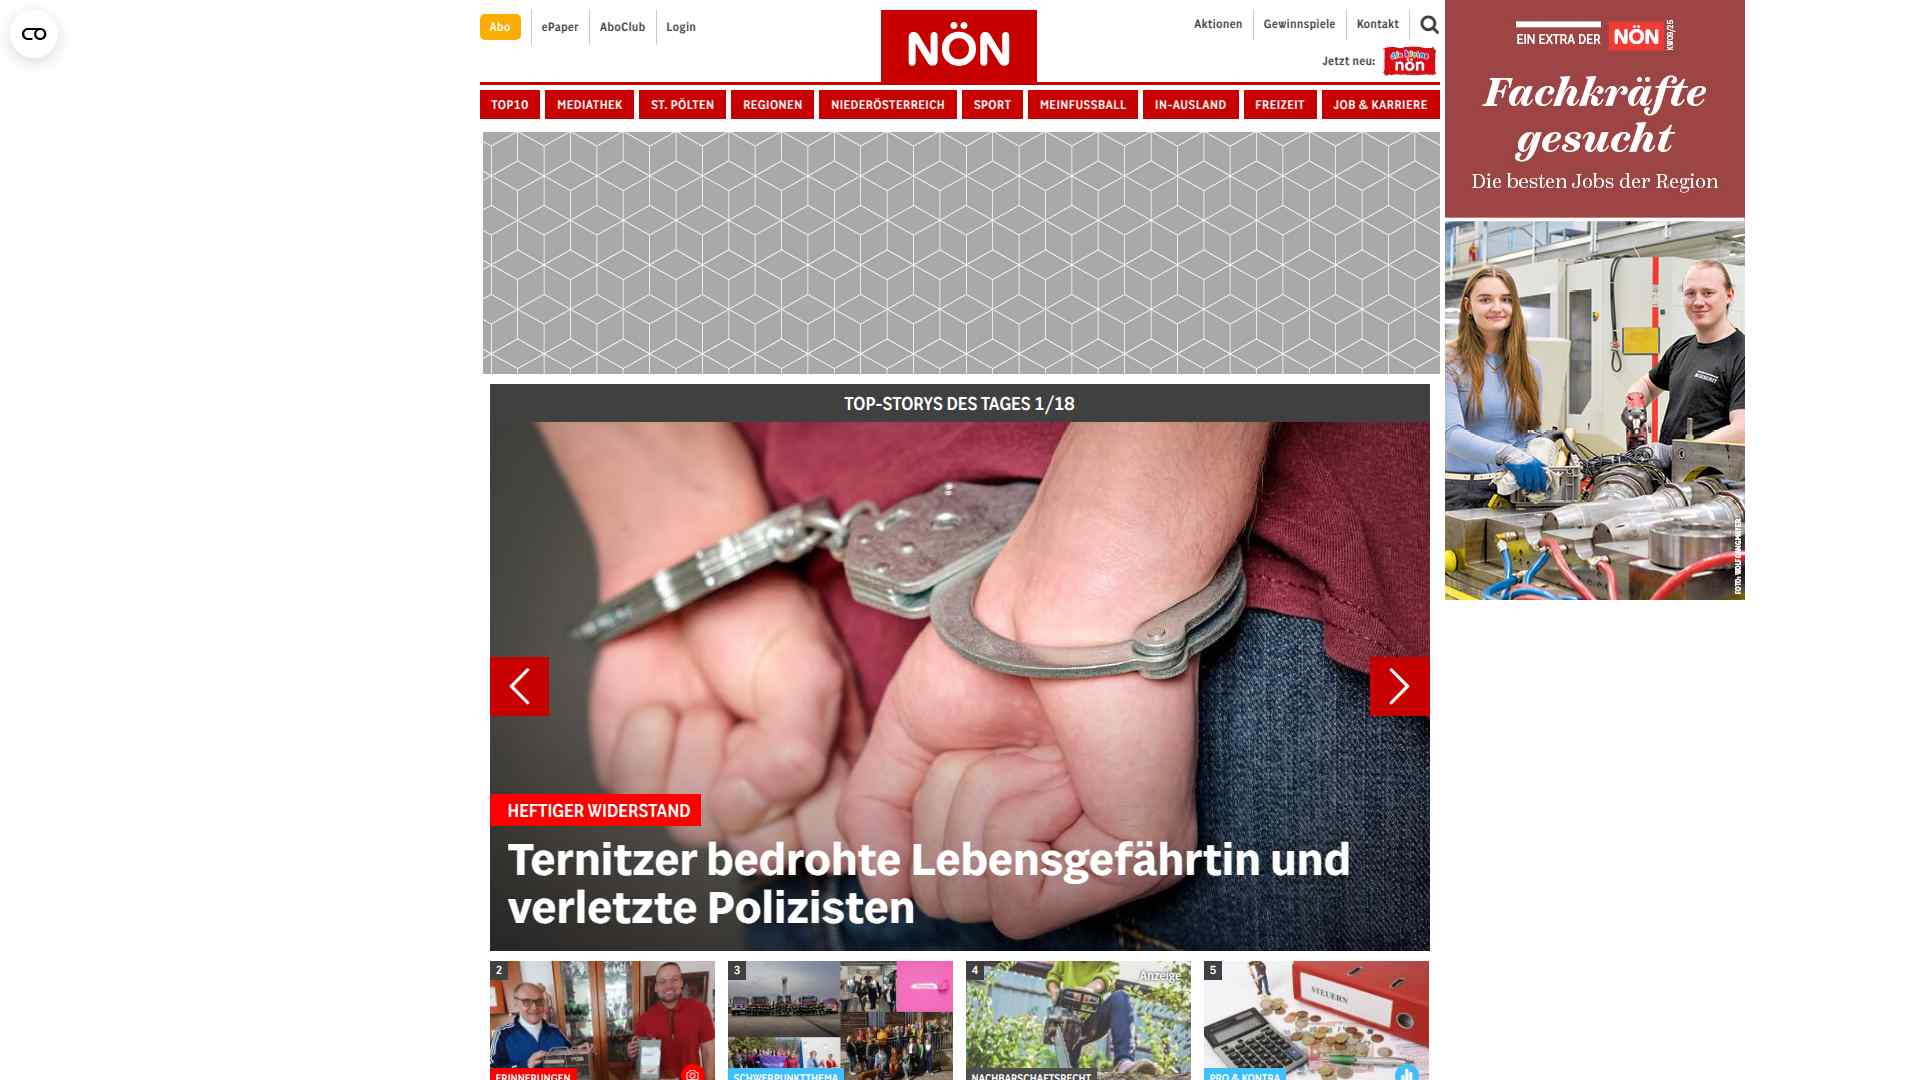 Abo
ePaper
AboClub
Login
NÖN
Aktionen
Gewinnspiele
Kontakt
Jetzt neu:
die kleine
nön
TOP10
MEDIATHEK
ST. PÖLTEN
REGIONEN
NIEDERÖSTERREICH
SPORT
MEINFUSSBALL
IN-AUSLAND
FREIZEIT
JOB & KARRIERE
EIN EXTRA DER
NÖN
KW09/25
Fachkräfte
gesucht
Die besten Jobs der Region
TOP-STORYS DES TAGES 1/18
HEFTIGER WIDERSTAND
Ternitzer bedrohte Lebensgefährtin und
verletzte Polizisten
2
3
4
Anzeige
5
STEUERN
ERINNERUNGEN
SCHWERPUNKTTHEMA
NACHBARSCHAFTSRECHT
PRO & KONTRA